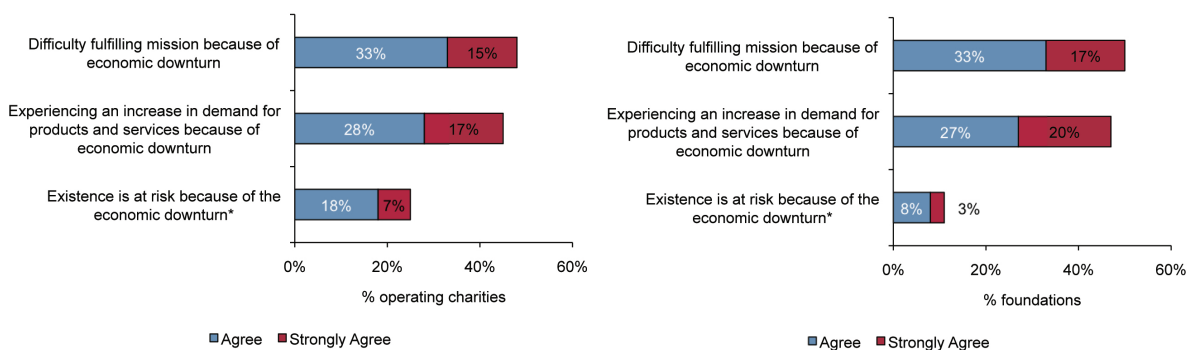 Difficulty fulfilling mission because of
economic downturn
33%
15%
Experiencing an increase in demand for
products and services because of
economic downturn
28%
17%
Existence is at risk because of the
economic downturn*
18%
7%
0%
20%
40%
60%
% operating charities
Agree
Strongly Agree
Difficulty fulfilling mission because of
economic downturn
33%
17%
Experiencing an increase in demand for
products and services because of
economic downturn
27%
20%
Existence is at risk because of the
economic downturn*
8%
3%
0%
20%
40%
60%
% foundations
Agree
Strongly Agree